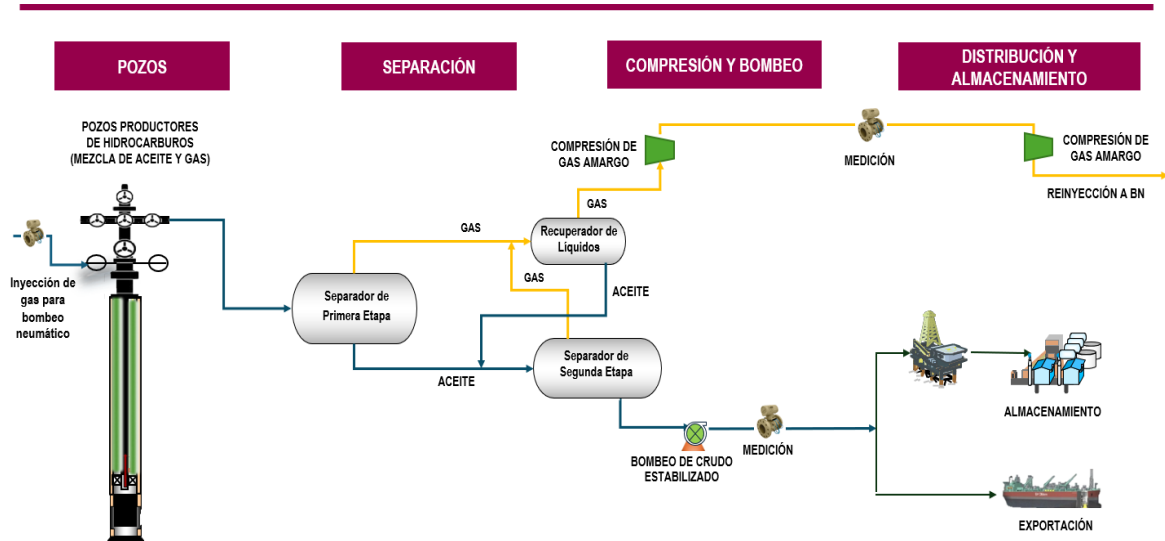 POZOS
SEPARACIÓN
COMPRESIÓN Y BOMBEO
DISTRIBUCIÓN Y
ALMACENAMIENTO
POZOS PRODUCTORES
DE HIDROCARBUROS
(MEZCLA DE ACEITE Y GAS)
Inyección de
gas para
bombeo
neumático
Separador de
Primera Etapa
GAS
GAS
ACEITE
Recuperador de
Líquidos
GAS
ACEITE
Separador de
Segunda Etapa
COMPRESIÓN DE
GAS AMARGO
MEDICIÓN
COMPRESIÓN DE
GAS AMARGO
REINYECCIÓN A BN
BOMBEO DE CRUDO
ESTABILIZADO
MEDICIÓN
ALMACENAMIENTO
EXPORTACIÓN